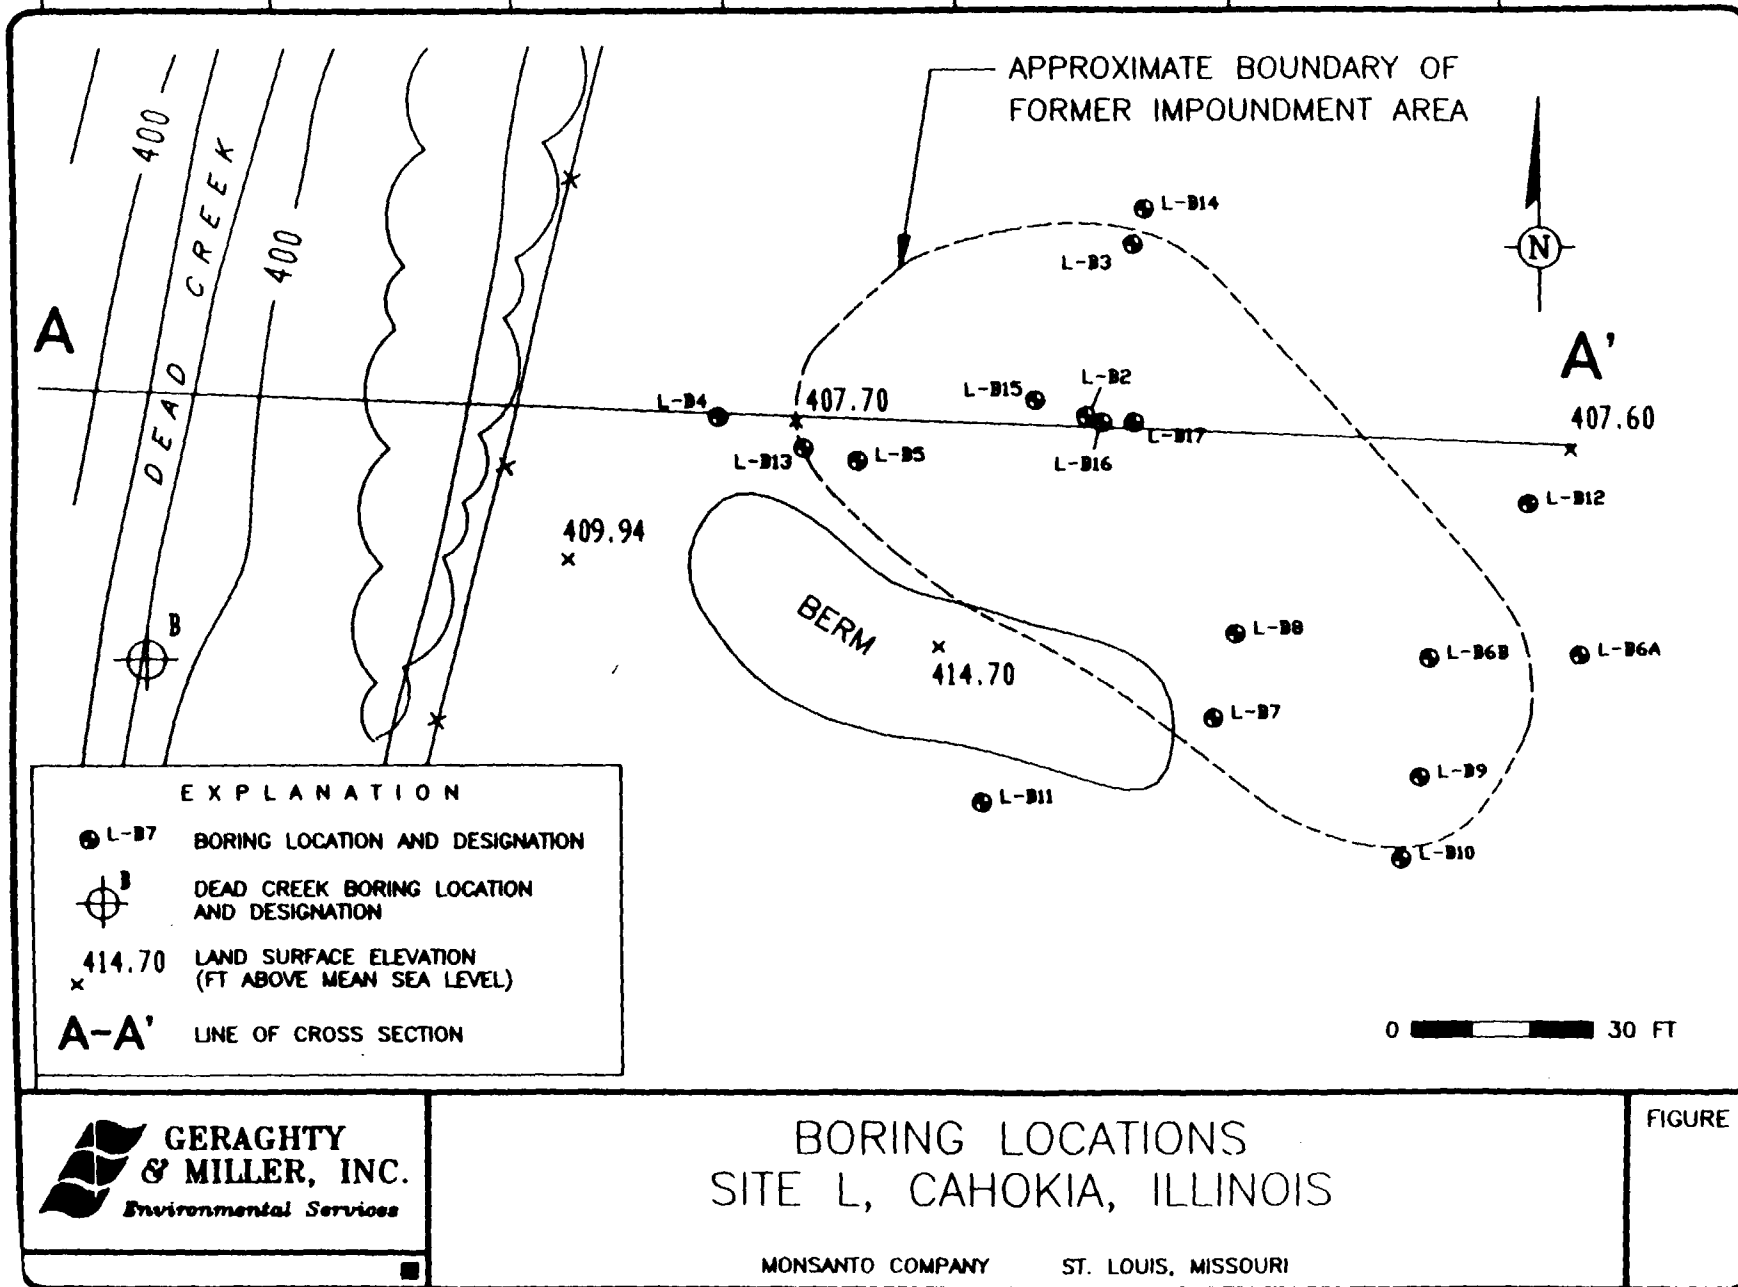 APPROXIMATE BOUNDARY OF
FORMER IMPOUNDMENT AREA
400
DEAD CREEK
400
L-B14
L-B3
N
A
A'
L-B4
407.70
L-B15
L-B2
407.60
L-B13
L-B5
L-B16
L-B17
L-B12
409.94
BERM
414.70
B
L-B8
L-B6B
L-B6A
L-B7
L-B9
L-B11
L-B10
EXPLANATION
L-B7 BORING LOCATION AND DESIGNATION
B DEAD CREEK BORING LOCATION
AND DESIGNATION
414.70 LAND SURFACE ELEVATION
(FT ABOVE MEAN SEA LEVEL)
A-A' LINE OF CROSS SECTION
0 30 FT
GERAGHTY
& MILLER, INC.
Environmental Services
BORING LOCATIONS
SITE L, CAHOKIA, ILLINOIS
MONSANTO COMPANY ST. LOUIS, MISSOURI
FIGURE